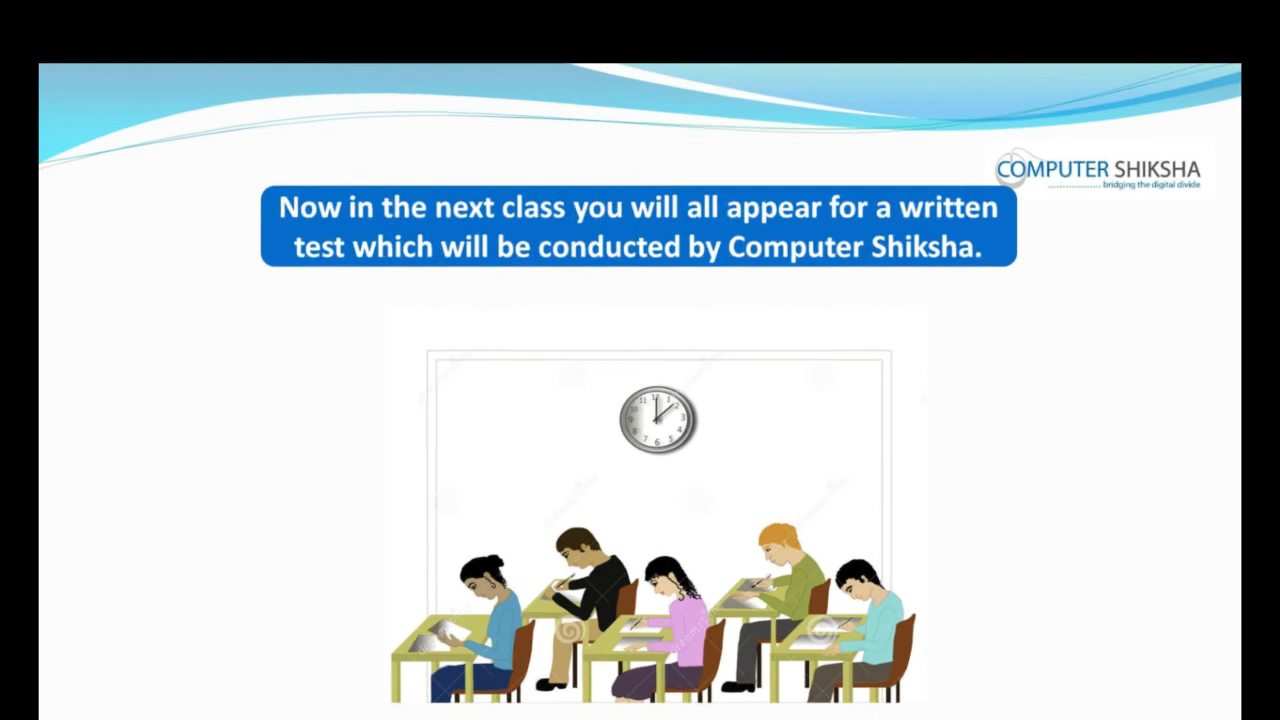 COMPUTER SHIKSHA
bridging the digital divide
Now in the next class you will all appear for a written
test which will be conducted by Computer Shiksha.